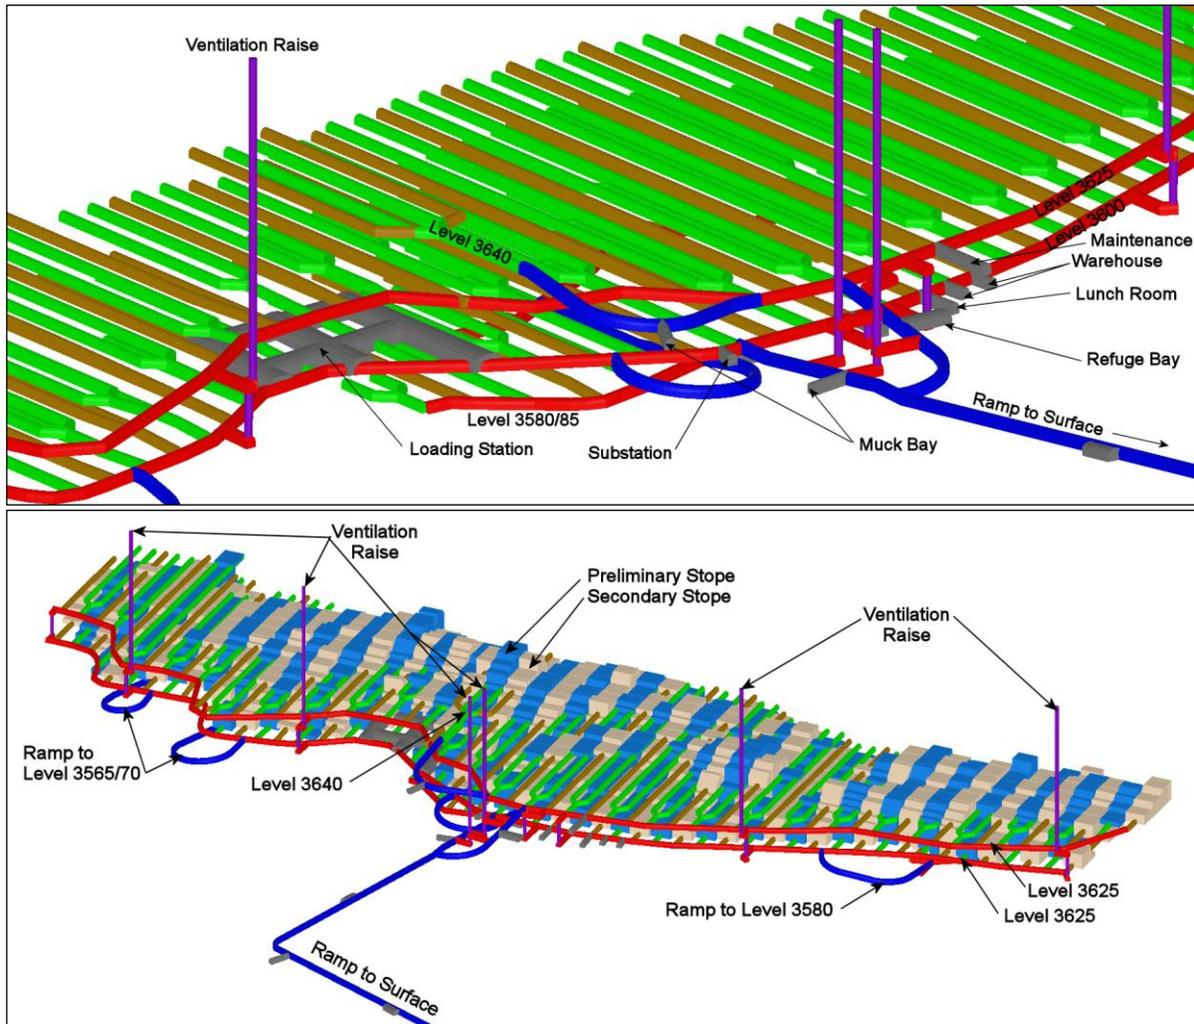 Ventilation Raise
Level 3640
Level 3625
Level 3600
Maintenance
Warehouse
Lunch Room
Refuge Bay
Ramp to Surface
Level 3580/85
Loading Station
Substation
Muck Bay
Ventilation
Raise
Preliminary Stope
Secondary Stope
Ventilation
Raise
Ramp to
Level 3565/70
Level 3640
Ramp to Level 3580
Level 3625
Level 3625
Ramp to Surface